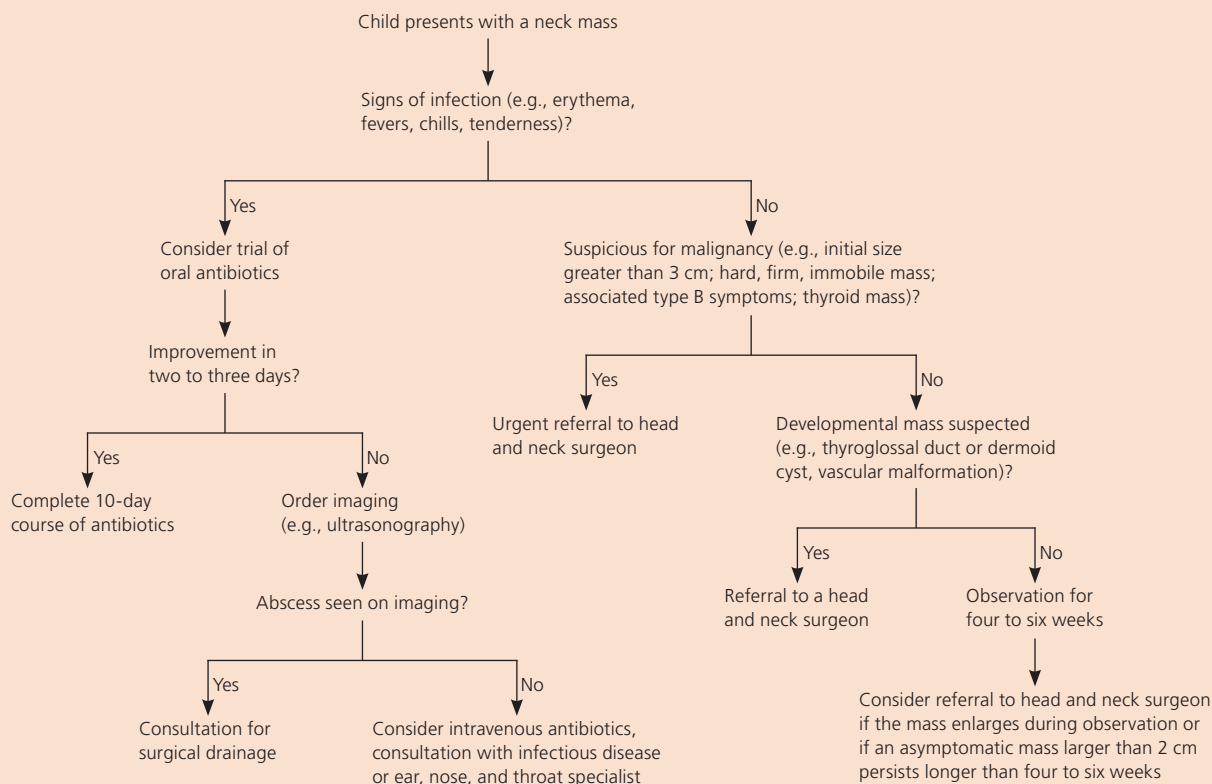 Child presents with a neck mass
Signs of infection (e.g., erythema,
fevers, chills, tenderness)?
Yes
No
Consider trial of
oral antibiotics
Suspicious for malignancy (e.g., initial size
greater than 3 cm; hard, firm, immobile mass;
associated type B symptoms; thyroid mass)?
Improvement in
two to three days?
Yes
No
Yes
No
Urgent referral to head
and neck surgeon
Developmental mass suspected
(e.g., thyroglossal duct or dermoid
cyst, vascular malformation)?
Complete 10-day
course of antibiotics
Order imaging
(e.g., ultrasonography)
Yes
No
Abscess seen on imaging?
Referral to a head
and neck surgeon
Observation for
four to six weeks
Yes
No
Consultation for
surgical drainage
Consider intravenous antibiotics,
consultation with infectious disease
or ear, nose, and throat specialist
Consider referral to head and neck surgeon
if the mass enlarges during observation or
if an asymptomatic mass larger than 2 cm
persists longer than four to six weeks